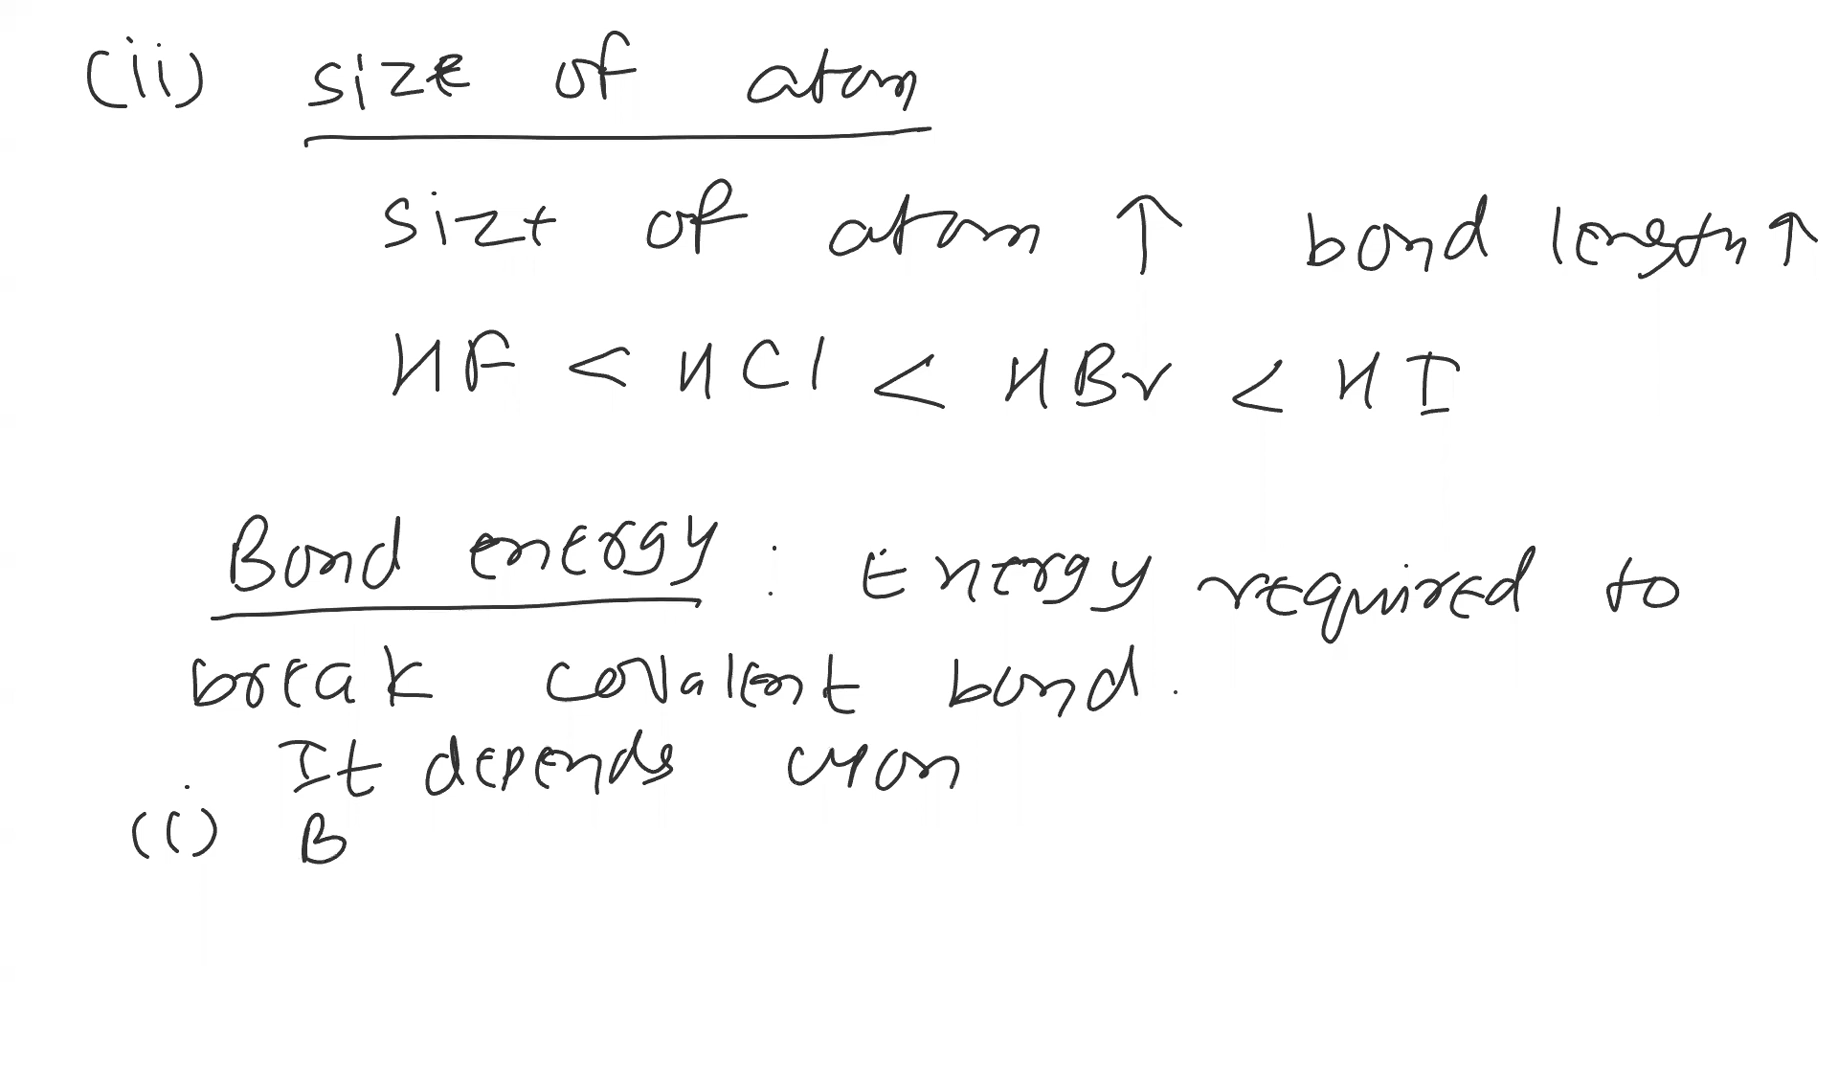 (ii) size of atom
size of atom ↑ bond length ↑
HF < HCl < HBr < HI
Bond energy : Energy required to
break covalent bond.
It depends upon
(i) B